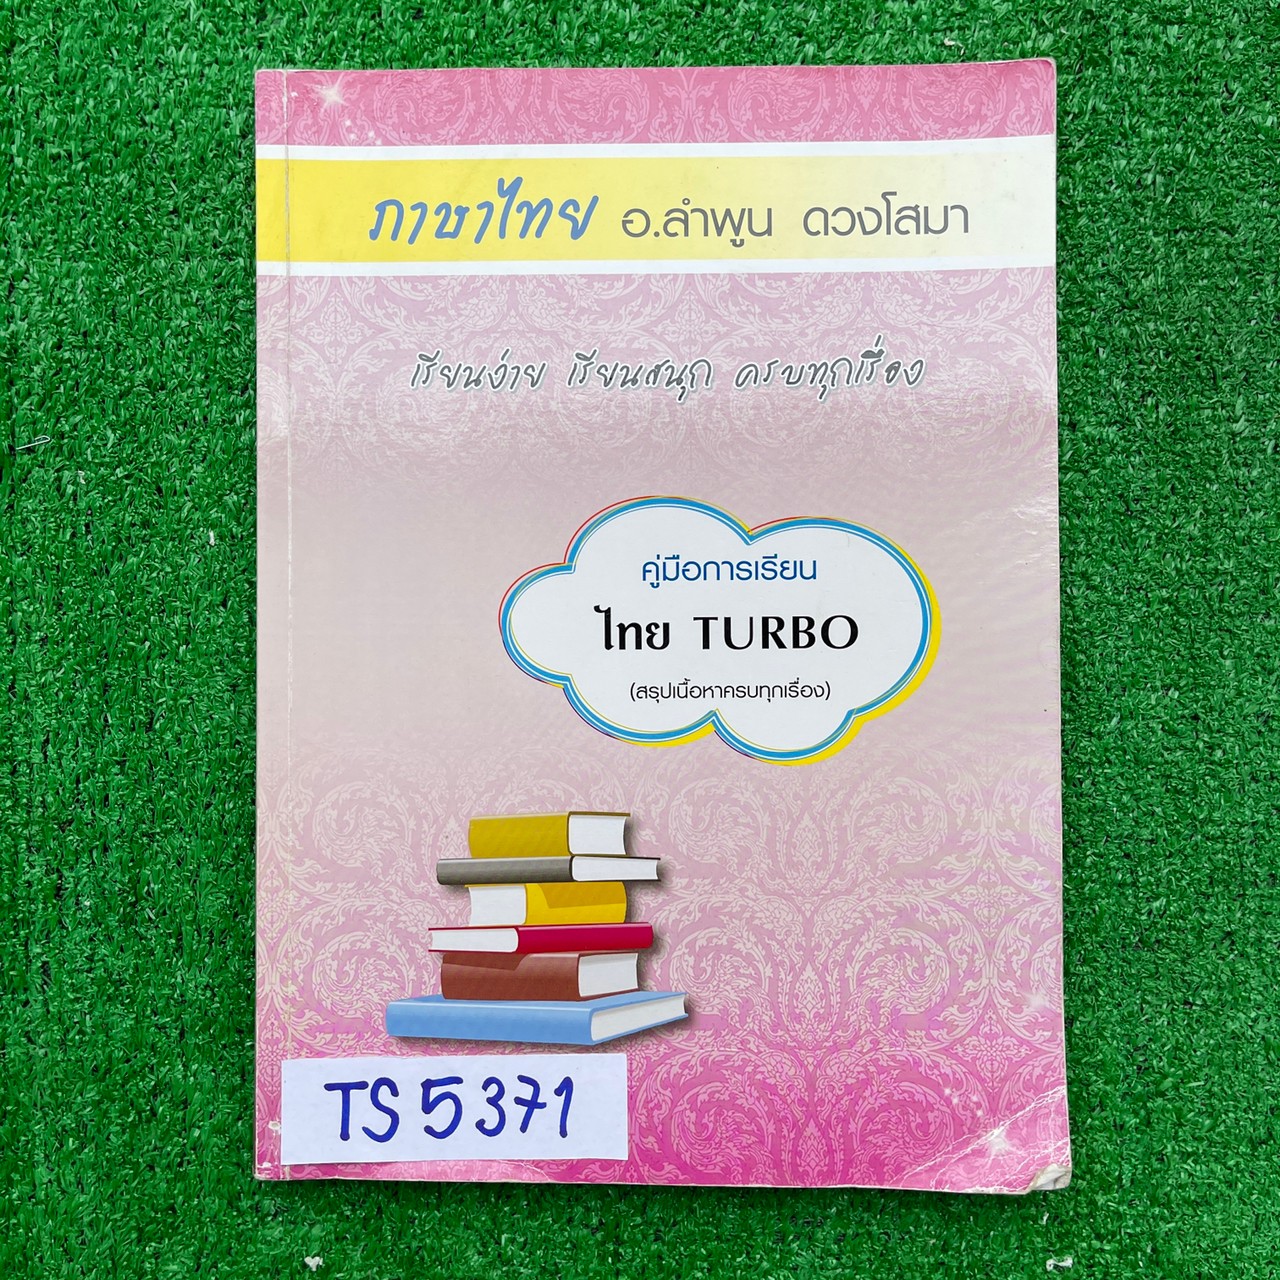 ภาษาไทย อ.ลำพูน ดวงโสมา
เรียนง่าย เรียนสนุก ครบทุกเรื่อง
คู่มือการเรียน
ไทย TURBO
(สรุปเนื้อหาครบทุกเรื่อง)
TS5371